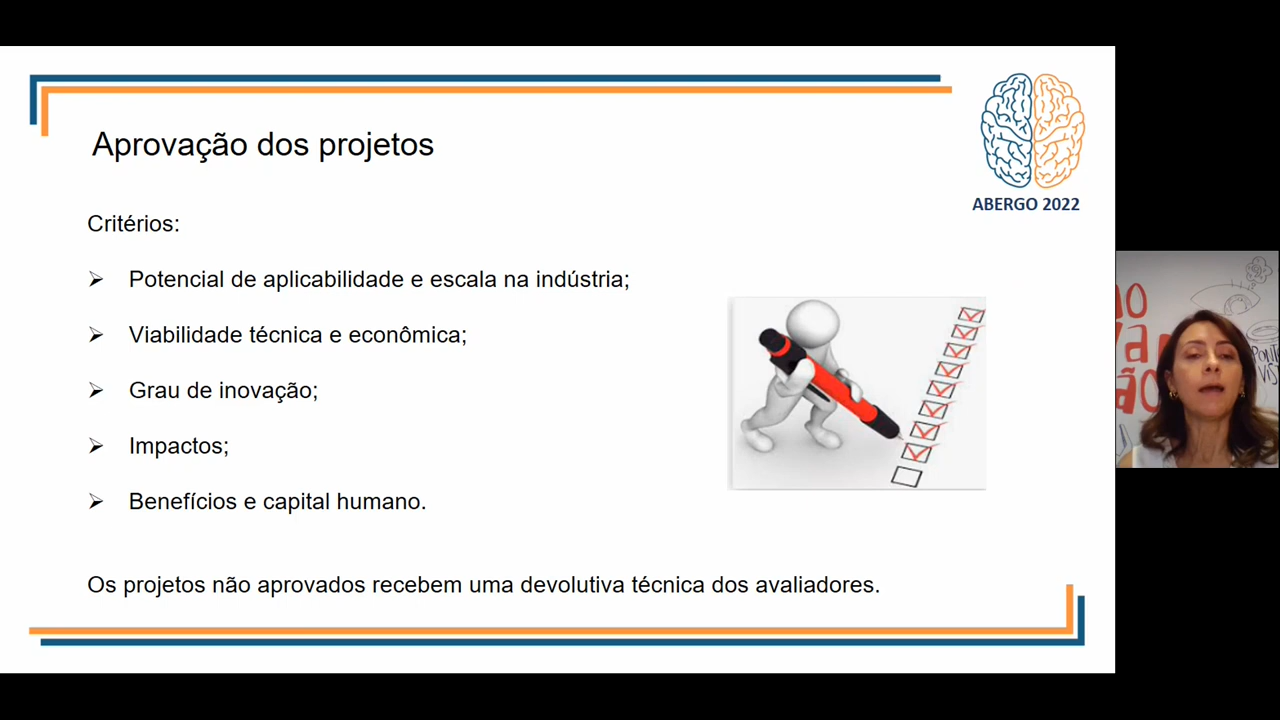 Aprovação dos projetos
ABERGO 2022
Critérios:
➢ Potencial de aplicabilidade e escala na indústria;
➢ Viabilidade técnica e econômica;
➢ Grau de inovação;
➢ Impactos;
➢ Benefícios e capital humano.
Os projetos não aprovados recebem uma devolutiva técnica dos avaliadores.